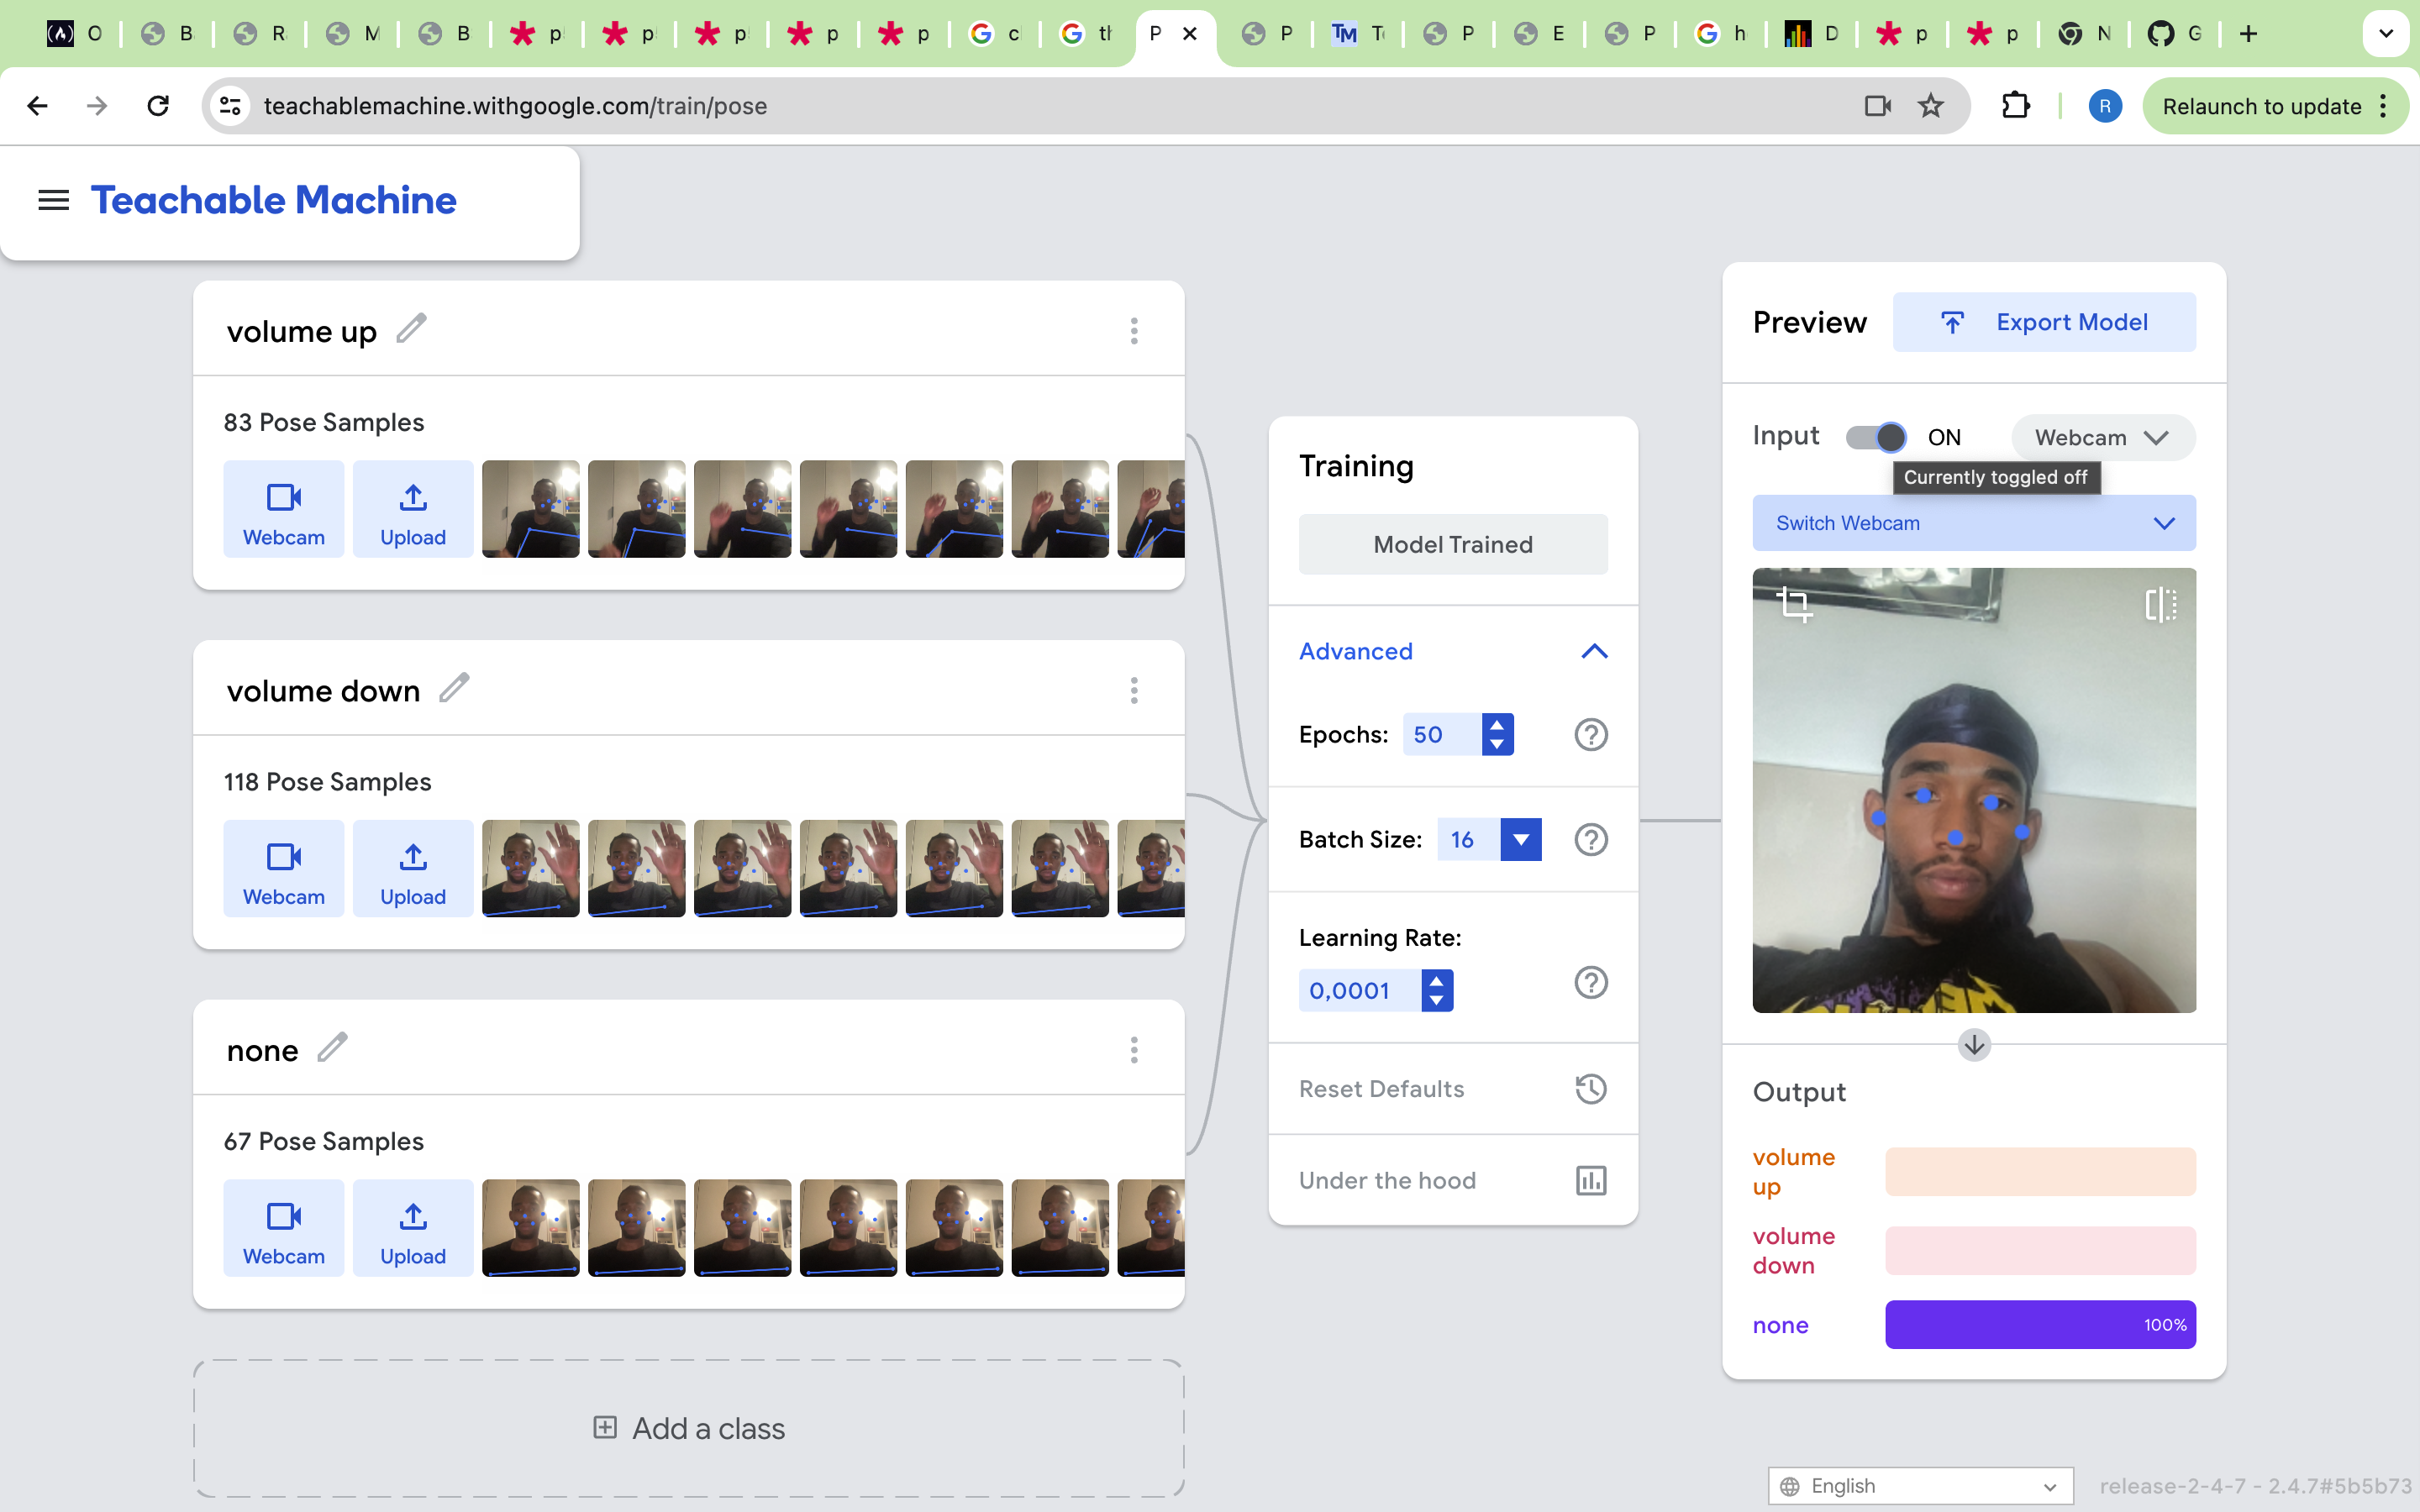 O B R M B p p p p p c th P P T P E P h D p p N G
teachablemachine.withgoogle.com/train/pose
R
Relaunch to update
Teachable Machine
volume up
83 Pose Samples
Webcam
Upload
volume down
118 Pose Samples
Webcam
Upload
none
67 Pose Samples
Webcam
Upload
Add a class
Training
Model Trained
Advanced
Epochs: 50
Batch Size: 16
Learning Rate:
0,0001
Reset Defaults
Under the hood
Preview
Export Model
Input
ON
Webcam
Currently toggled off
Switch Webcam
Output
volume
up
volume
down
none
100%
English
release-2-4-7 - 2.4.7#5b5b73